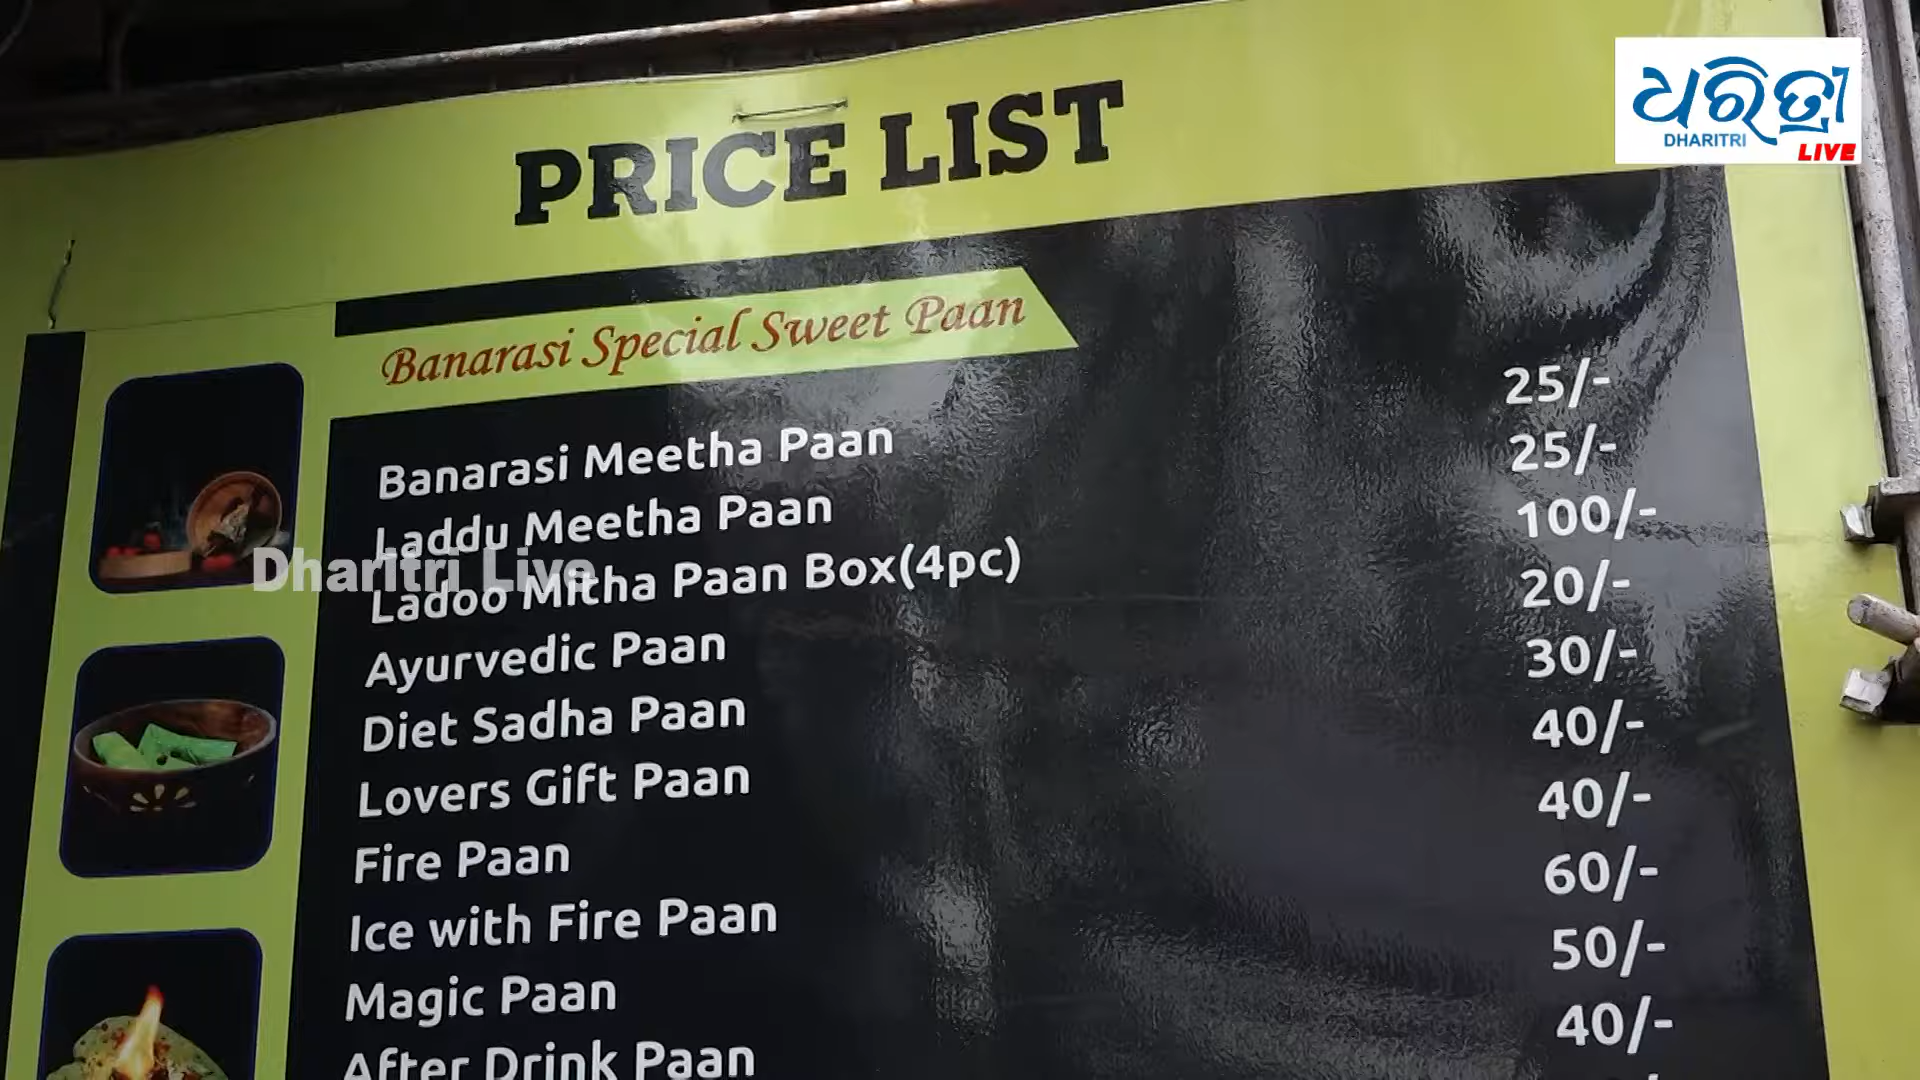 PRICE LIST
ଧରିତ୍ରୀ
DHARITRI
LIVE
Banarasi Special Sweet Paan
Banarasi Meetha Paan 25/-
Laddu Meetha Paan 25/-
Ladoo Mitha Paan Box(4pc) 100/-
Ayurvedic Paan 20/-
Diet Sadha Paan 30/-
Lovers Gift Paan 40/-
Fire Paan 40/-
Ice with Fire Paan 60/-
Magic Paan 50/-
After Drink Paan 40/-
Dharitri Live